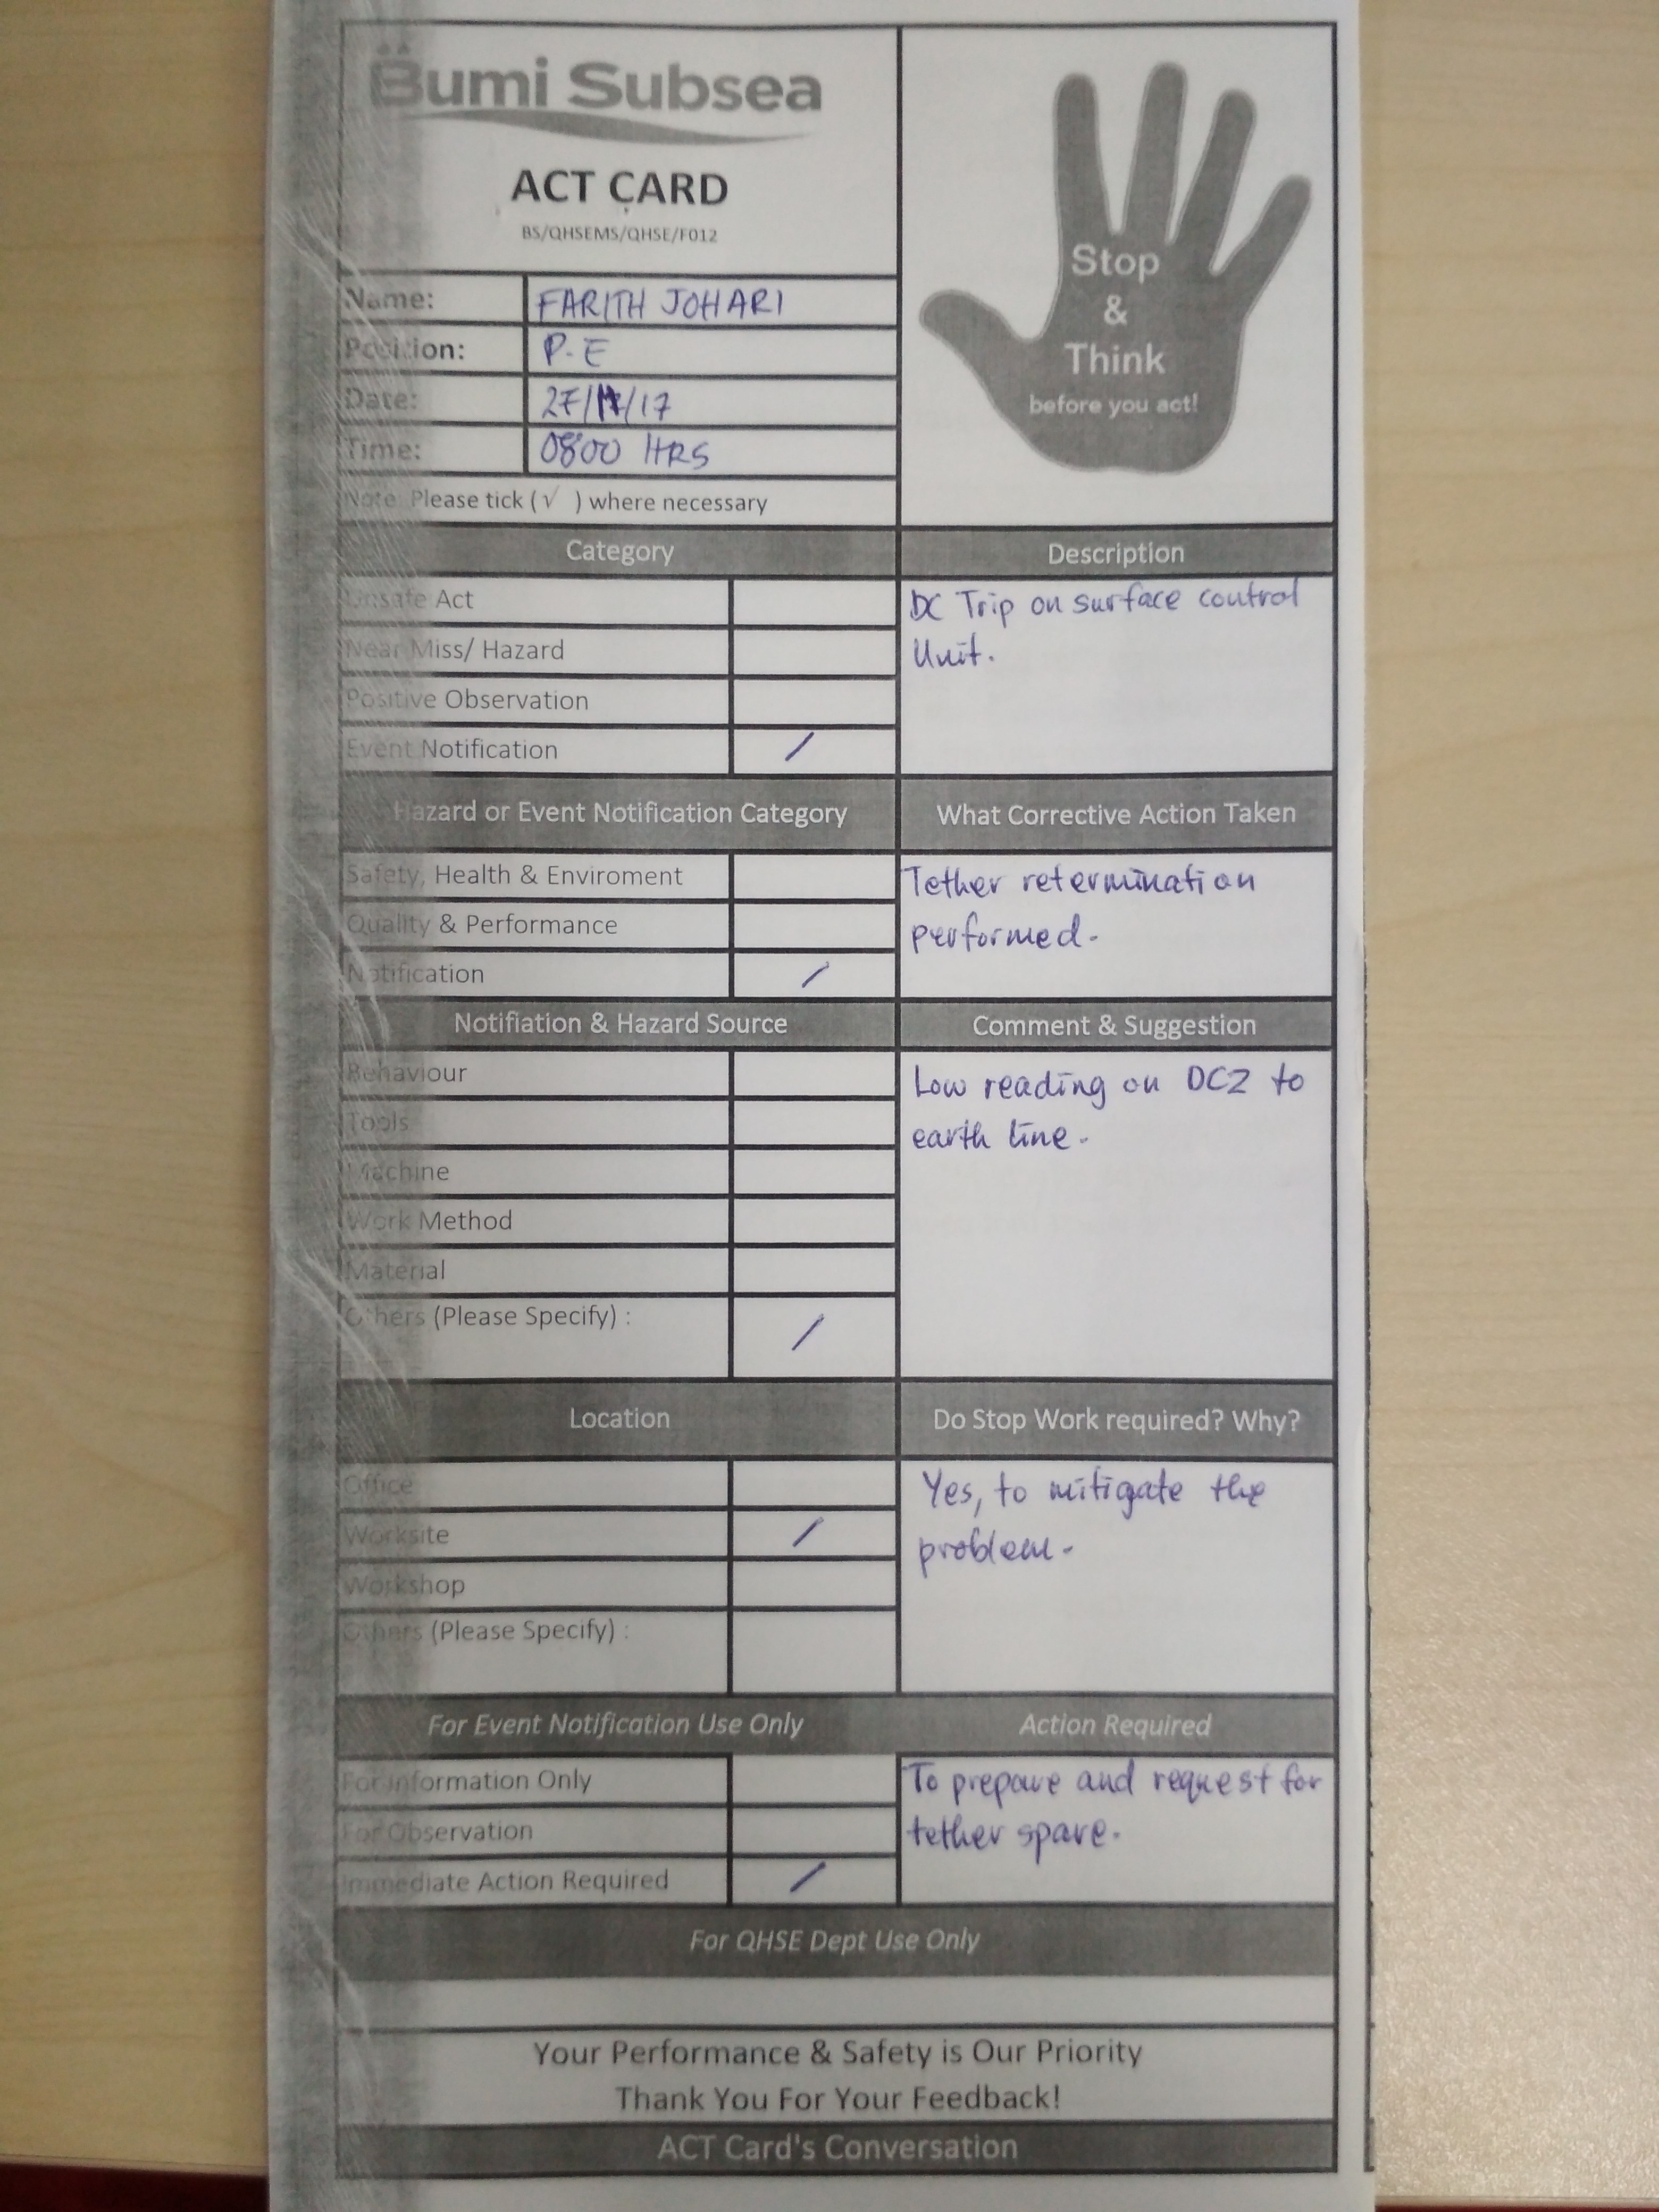 Bumi Subsea
ACT CARD
BS/QHSEMS/QHSE/F012
Stop
&
Think
before you act!
Name: FARITH JOHARI
Position: P.E
Date: 27/11/17
Time: 0800 HRS
Note: Please tick (√ ) where necessary
Category
Description
Unsafe Act
Near Miss/ Hazard
Positive Observation
Event Notification /
DC Trip on surface control
Unit.
Hazard or Event Notification Category
What Corrective Action Taken
Safety, Health & Enviroment
Quality & Performance
Notification /
Tether retermination
performed.
Notifiation & Hazard Source
Comment & Suggestion
Behaviour
Tools
Machine
Work Method
Material
Others (Please Specify) : /
Low reading on DC2 to
earth line.
Location
Do Stop Work required? Why?
Office
Worksite /
Workshop
Others (Please Specify) :
Yes, to mitigate the
problem.
For Event Notification Use Only
Action Required
For Information Only
For Observation
Immediate Action Required /
To prepare and request for
tether spare.
For QHSE Dept Use Only
Your Performance & Safety is Our Priority
Thank You For Your Feedback!
ACT Card's Conversation